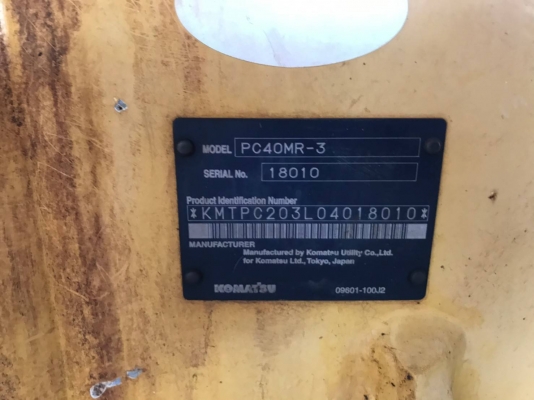 MODEL PC40MR-3
SERIAL No. 18010
Product Identification Number
*KMTPC203L04018010*
MANUFACTURER
Manufactured by Komatsu Utility Co.,Ltd.
for Komatsu Ltd., Tokyo, Japan
KOMATSU 09601-100J2